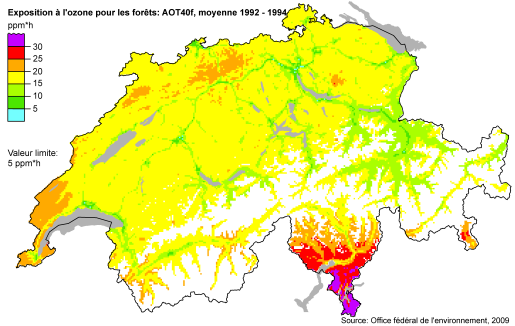 Exposition à l'ozone pour les forêts: AOT40f, moyenne 1992 - 1994
ppm*h
30
25
20
15
10
5
Valeur limite:
5 ppm*h
Source: Office fédéral de l'environnement, 2009